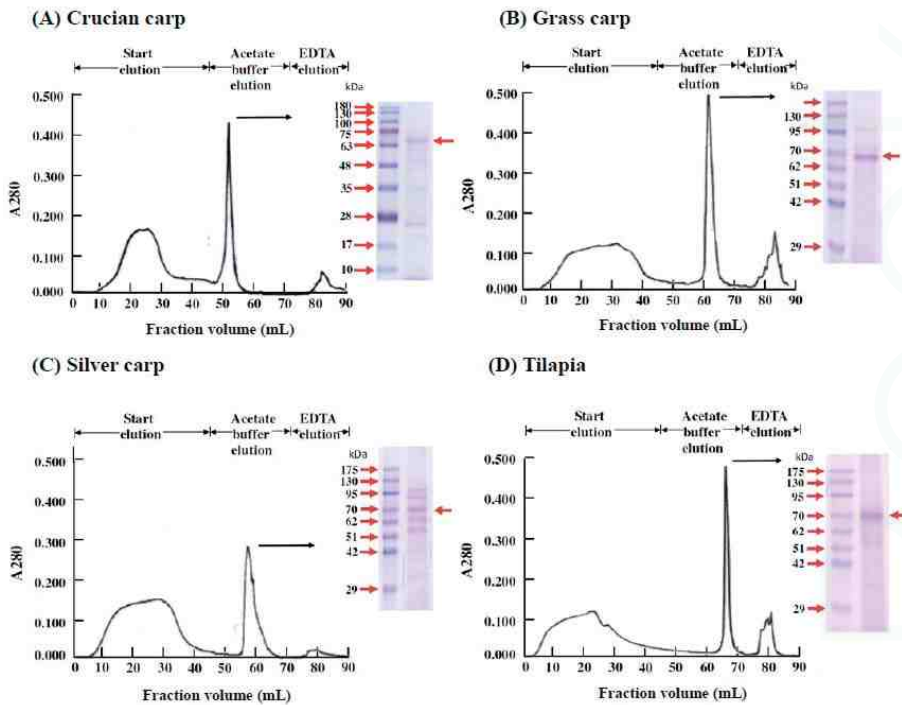 (A) Crucian carp
Start elution
Acetate buffer elution
EDTA elution
kDa
180
130
100
75
63
48
35
28
17
10
A280
0.500
0.400
0.300
0.200
0.100
0.000
0 10 20 30 40 50 60 70 80 90
Fraction volume (mL)
(B) Grass carp
Start elution
Acetate buffer elution
EDTA elution
kDa
130
95
70
62
51
42
29
A280
0.500
0.400
0.300
0.200
0.100
0.000
10 20 30 40 50 60 70 80 90
Fraction volume (mL)
(C) Silver carp
Start elution
Acetate buffer elution
EDTA elution
kDa
175
130
95
70
62
51
42
29
A280
0.500
0.400
0.300
0.200
0.100
0.000
0 10 20 30 40 50 60 70 80 90
Fraction volume (mL)
(D) Tilapia
Start elution
Acetate buffer elution
EDTA elution
kDa
175
130
95
70
62
51
42
29
A280
0.500
0.400
0.300
0.200
0.100
0.000
0 10 20 30 40 50 60 70 80 90
Fraction volume (mL)